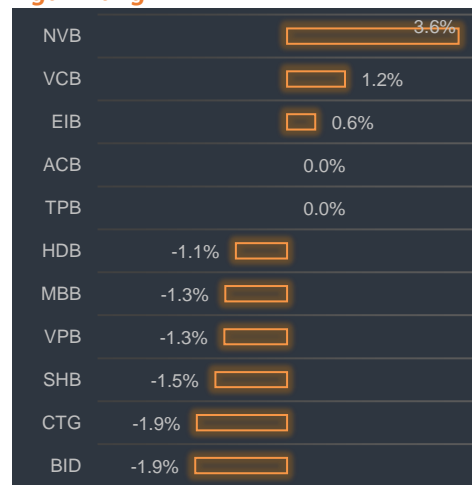 NVB 3.6%
VCB 1.2%
EIB 0.6%
ACB 0.0%
TPB 0.0%
HDB -1.1%
MBB -1.3%
VPB -1.3%
SHB -1.5%
CTG -1.9%
BID -1.9%